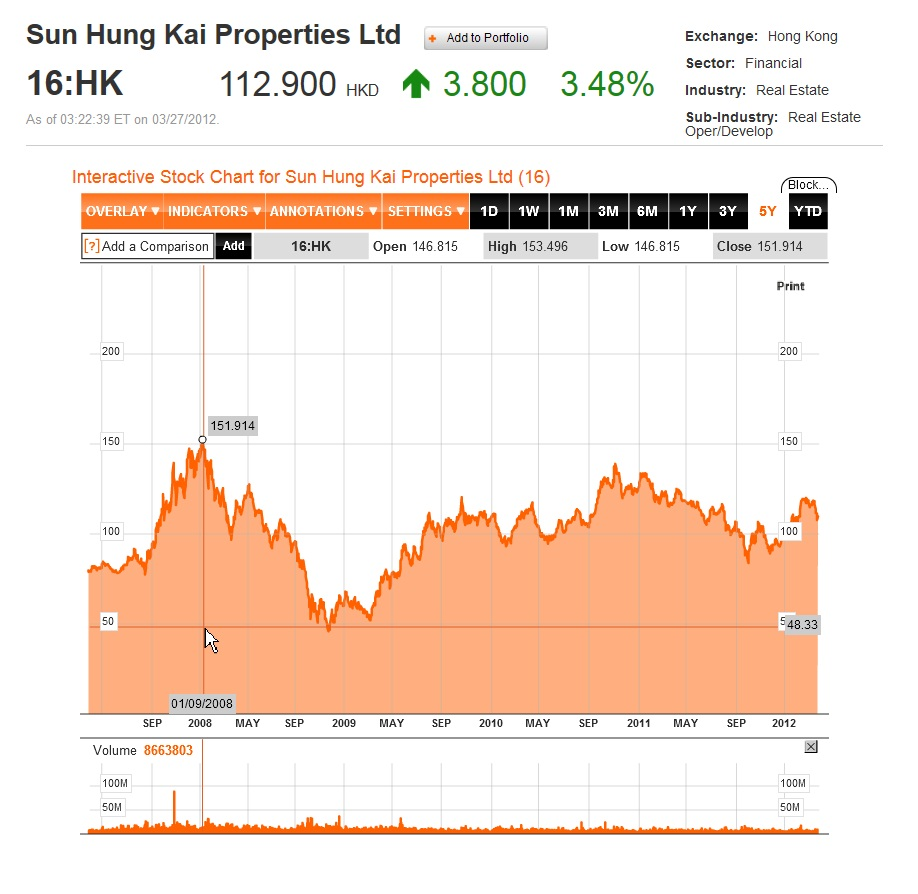 Sun Hung Kai Properties Ltd
+ Add to Portfolio
Exchange: Hong Kong
16:HK 112.900 HKD 3.800 3.48%
Sector: Financial
Industry: Real Estate
As of 03:22:39 ET on 03/27/2012.
Sub-Industry: Real Estate
Oper/Develop
Interactive Stock Chart for Sun Hung Kai Properties Ltd (16)
Block...
OVERLAY INDICATORS ANNOTATIONS SETTINGS 1D 1W 1M 3M 6M 1Y 3Y 5Y YTD
[?] Add a Comparison Add 16:HK Open 146.815 High 153.496 Low 146.815 Close 151.914
Print
200 200
151.914
150 150
100 100
50 5 48.33
01/09/2008
SEP 2008 MAY SEP 2009 MAY SEP 2010 MAY SEP 2011 MAY SEP 2012
Volume 8663803
100M 100M
50M 50M